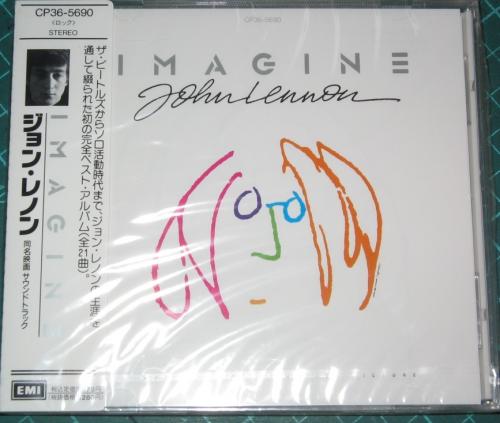 CP36-5690
〈ロック〉
STEREO
ジョン・レノン
IMAGINE
同名映画 サウンドトラック
EMI
ザ・ビートルズからソロ活動時代まで、ジョン・レノンの生涯を
通して綴られた初の完全ベスト・アルバム(全21曲)。
CP36-5690
IMAGINE
John Lennon